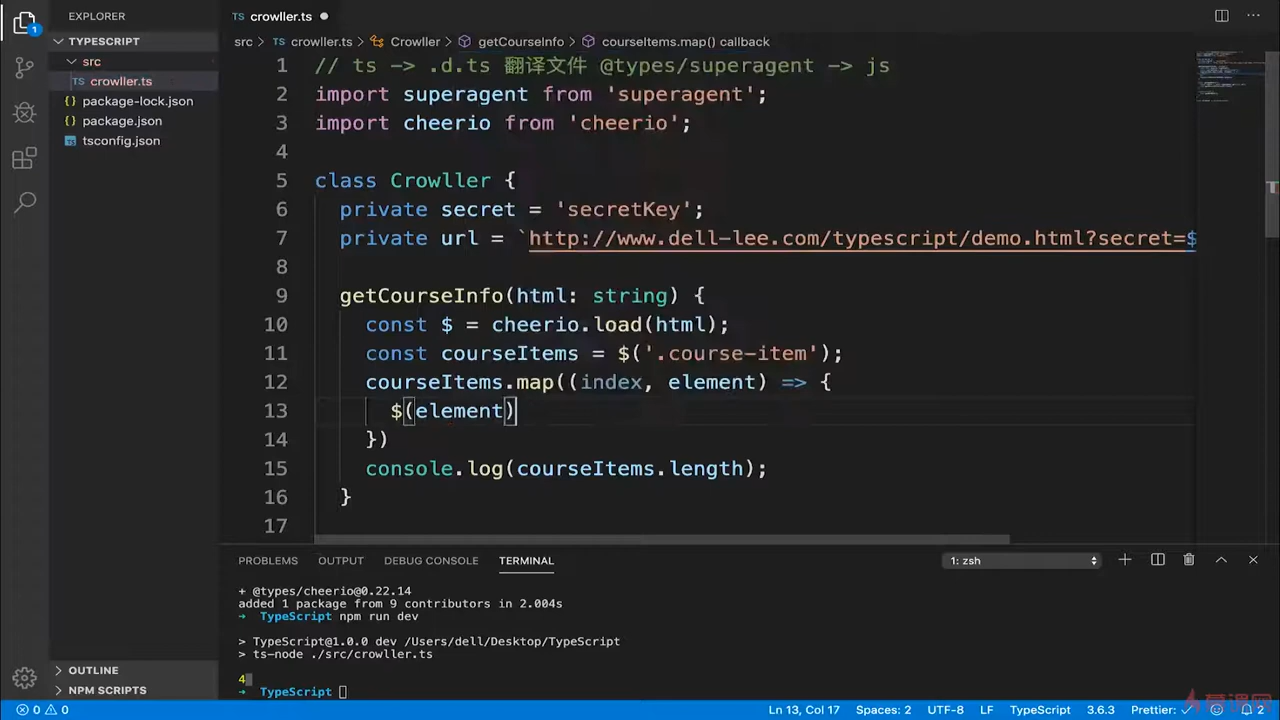 EXPLORER
TS crowller.ts
TYPESCRIPT
src > TS crowller.ts > Crowller > getCourseInfo > courseItems.map() callback
src
TS crowller.ts
{} package-lock.json
{} package.json
tsconfig.json
1 // ts -> .d.ts 翻译文件 @types/superagent -> js
2 import superagent from 'superagent';
3 import cheerio from 'cheerio';
4
5 class Crowller {
6 private secret = 'secretKey';
7 private url = `http://www.dell-lee.com/typescript/demo.html?secret=$
8
9 getCourseInfo(html: string) {
10 const $ = cheerio.load(html);
11 const courseItems = $('.course-item');
12 courseItems.map((index, element) => {
13 $(element)
14 })
15 console.log(courseItems.length);
16 }
17
PROBLEMS OUTPUT DEBUG CONSOLE TERMINAL
1: zsh
+ @types/cheerio@0.22.14
added 1 package from 9 contributors in 2.004s
➜ TypeScript npm run dev
> TypeScript@1.0.0 dev /Users/dell/Desktop/TypeScript
> ts-node ./src/crowller.ts
4
➜ TypeScript
OUTLINE
NPM SCRIPTS
1
0 0
Ln 13, Col 17 Spaces: 2 UTF-8 LF TypeScript 3.6.3 Prettier: ✓ 2
慕课网